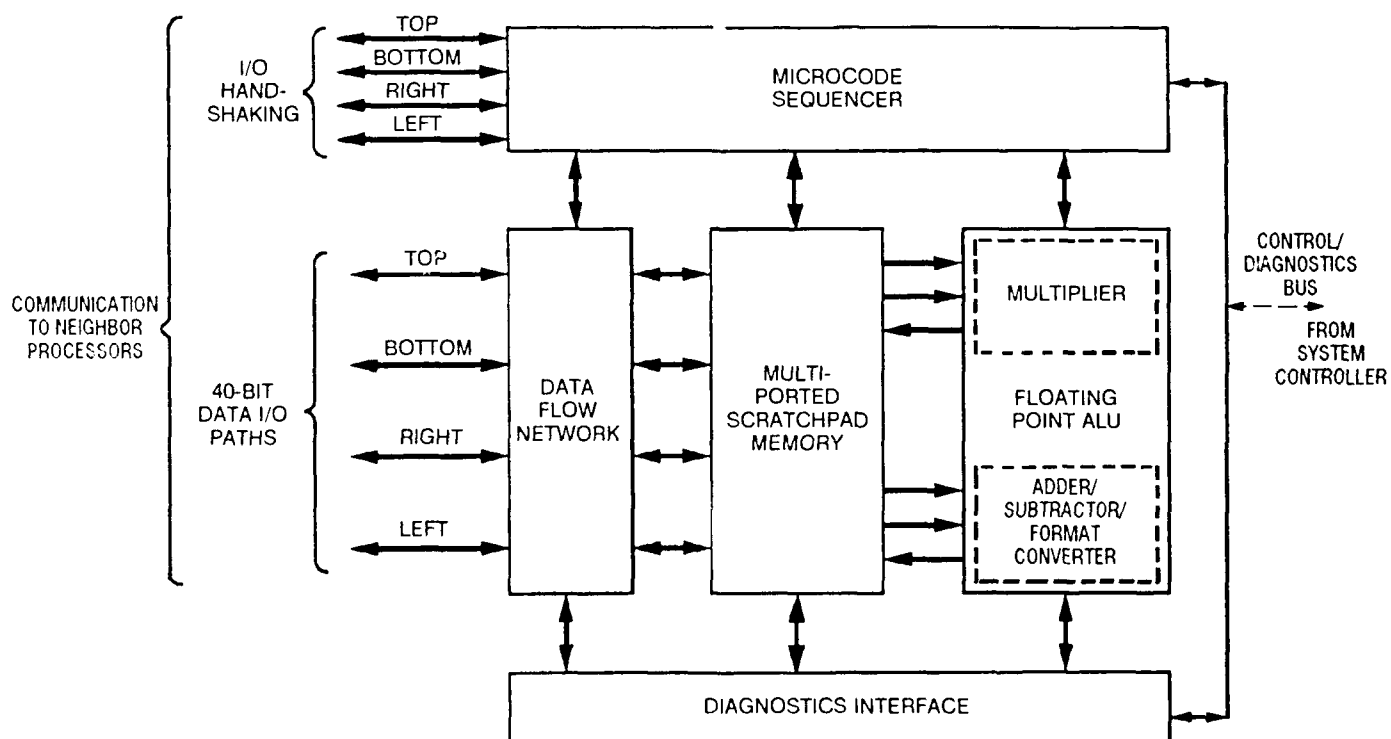 TOP
BOTTOM
RIGHT
LEFT
I/O
HAND-
SHAKING
MICROCODE
SEQUENCER
COMMUNICATION
TO NEIGHBOR
PROCESSORS
40-BIT
DATA I/O
PATHS
TOP
BOTTOM
RIGHT
LEFT
DATA
FLOW
NETWORK
MULTI-
PORTED
SCRATCHPAD
MEMORY
MULTIPLIER
FLOATING
POINT ALU
ADDER/
SUBTRACTOR/
FORMAT
CONVERTER
CONTROL/
DIAGNOSTICS
BUS
FROM
SYSTEM
CONTROLLER
DIAGNOSTICS INTERFACE